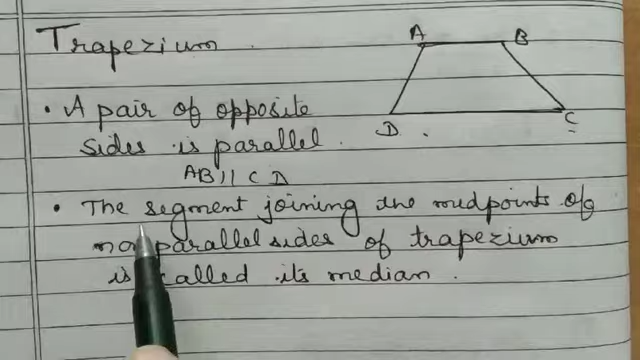 Trapezium
A B
• A pair of opposite
sides is parallel.
D C
AB || CD
• The segment joining the midpoints of
parallel sides of trapezium
is called its median.